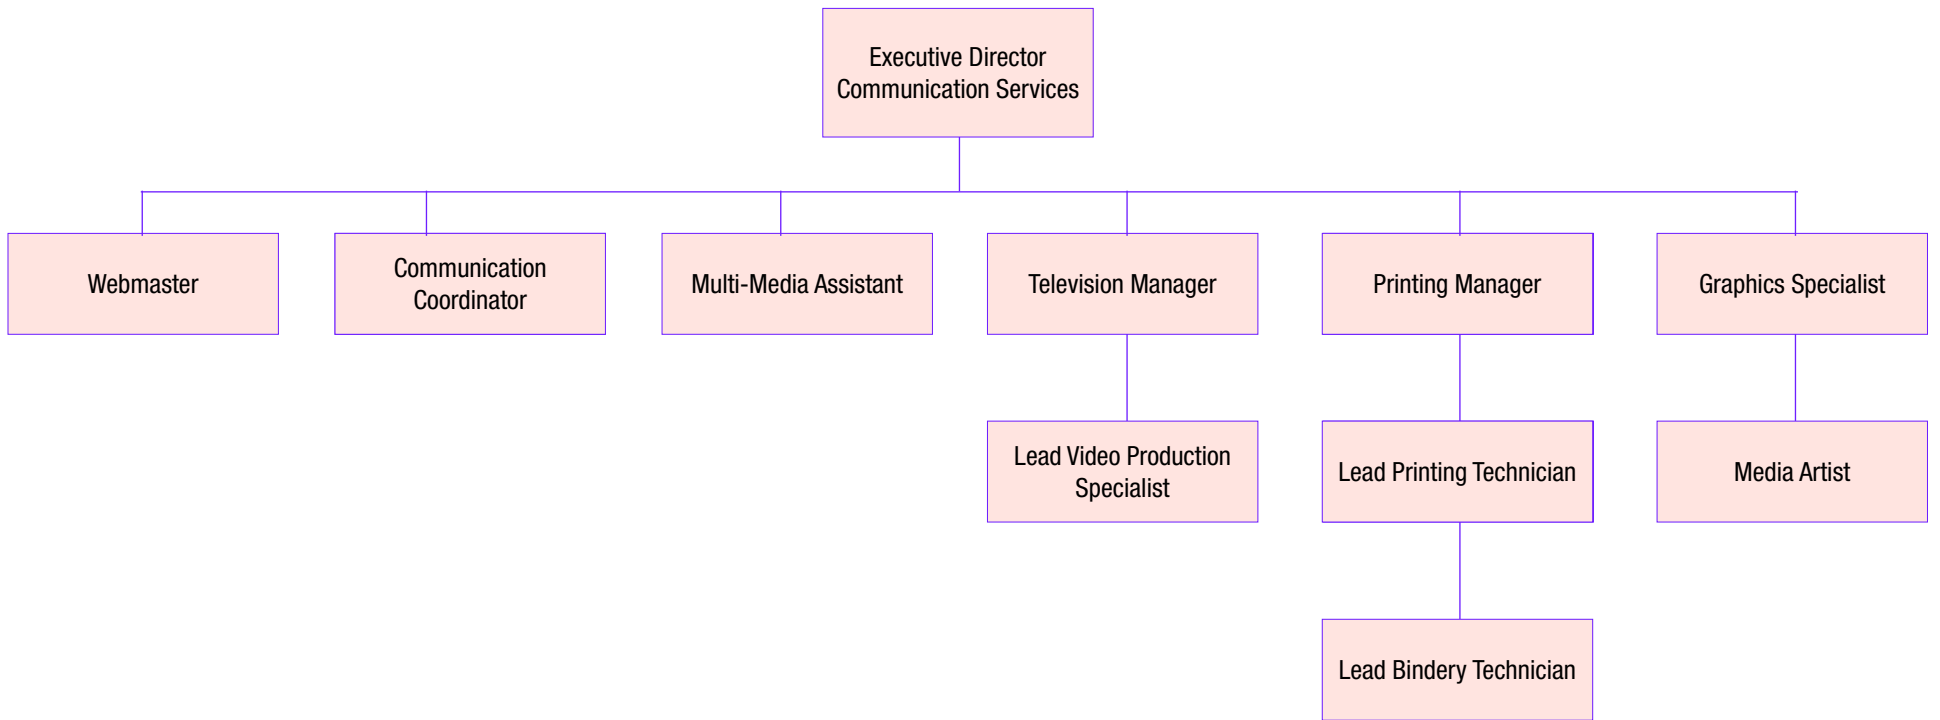 Executive Director
Communication Services
Webmaster
Communication
Coordinator
Multi-Media Assistant
Television Manager
Printing Manager
Graphics Specialist
Lead Video Production
Specialist
Lead Printing Technician
Media Artist
Lead Bindery Technician